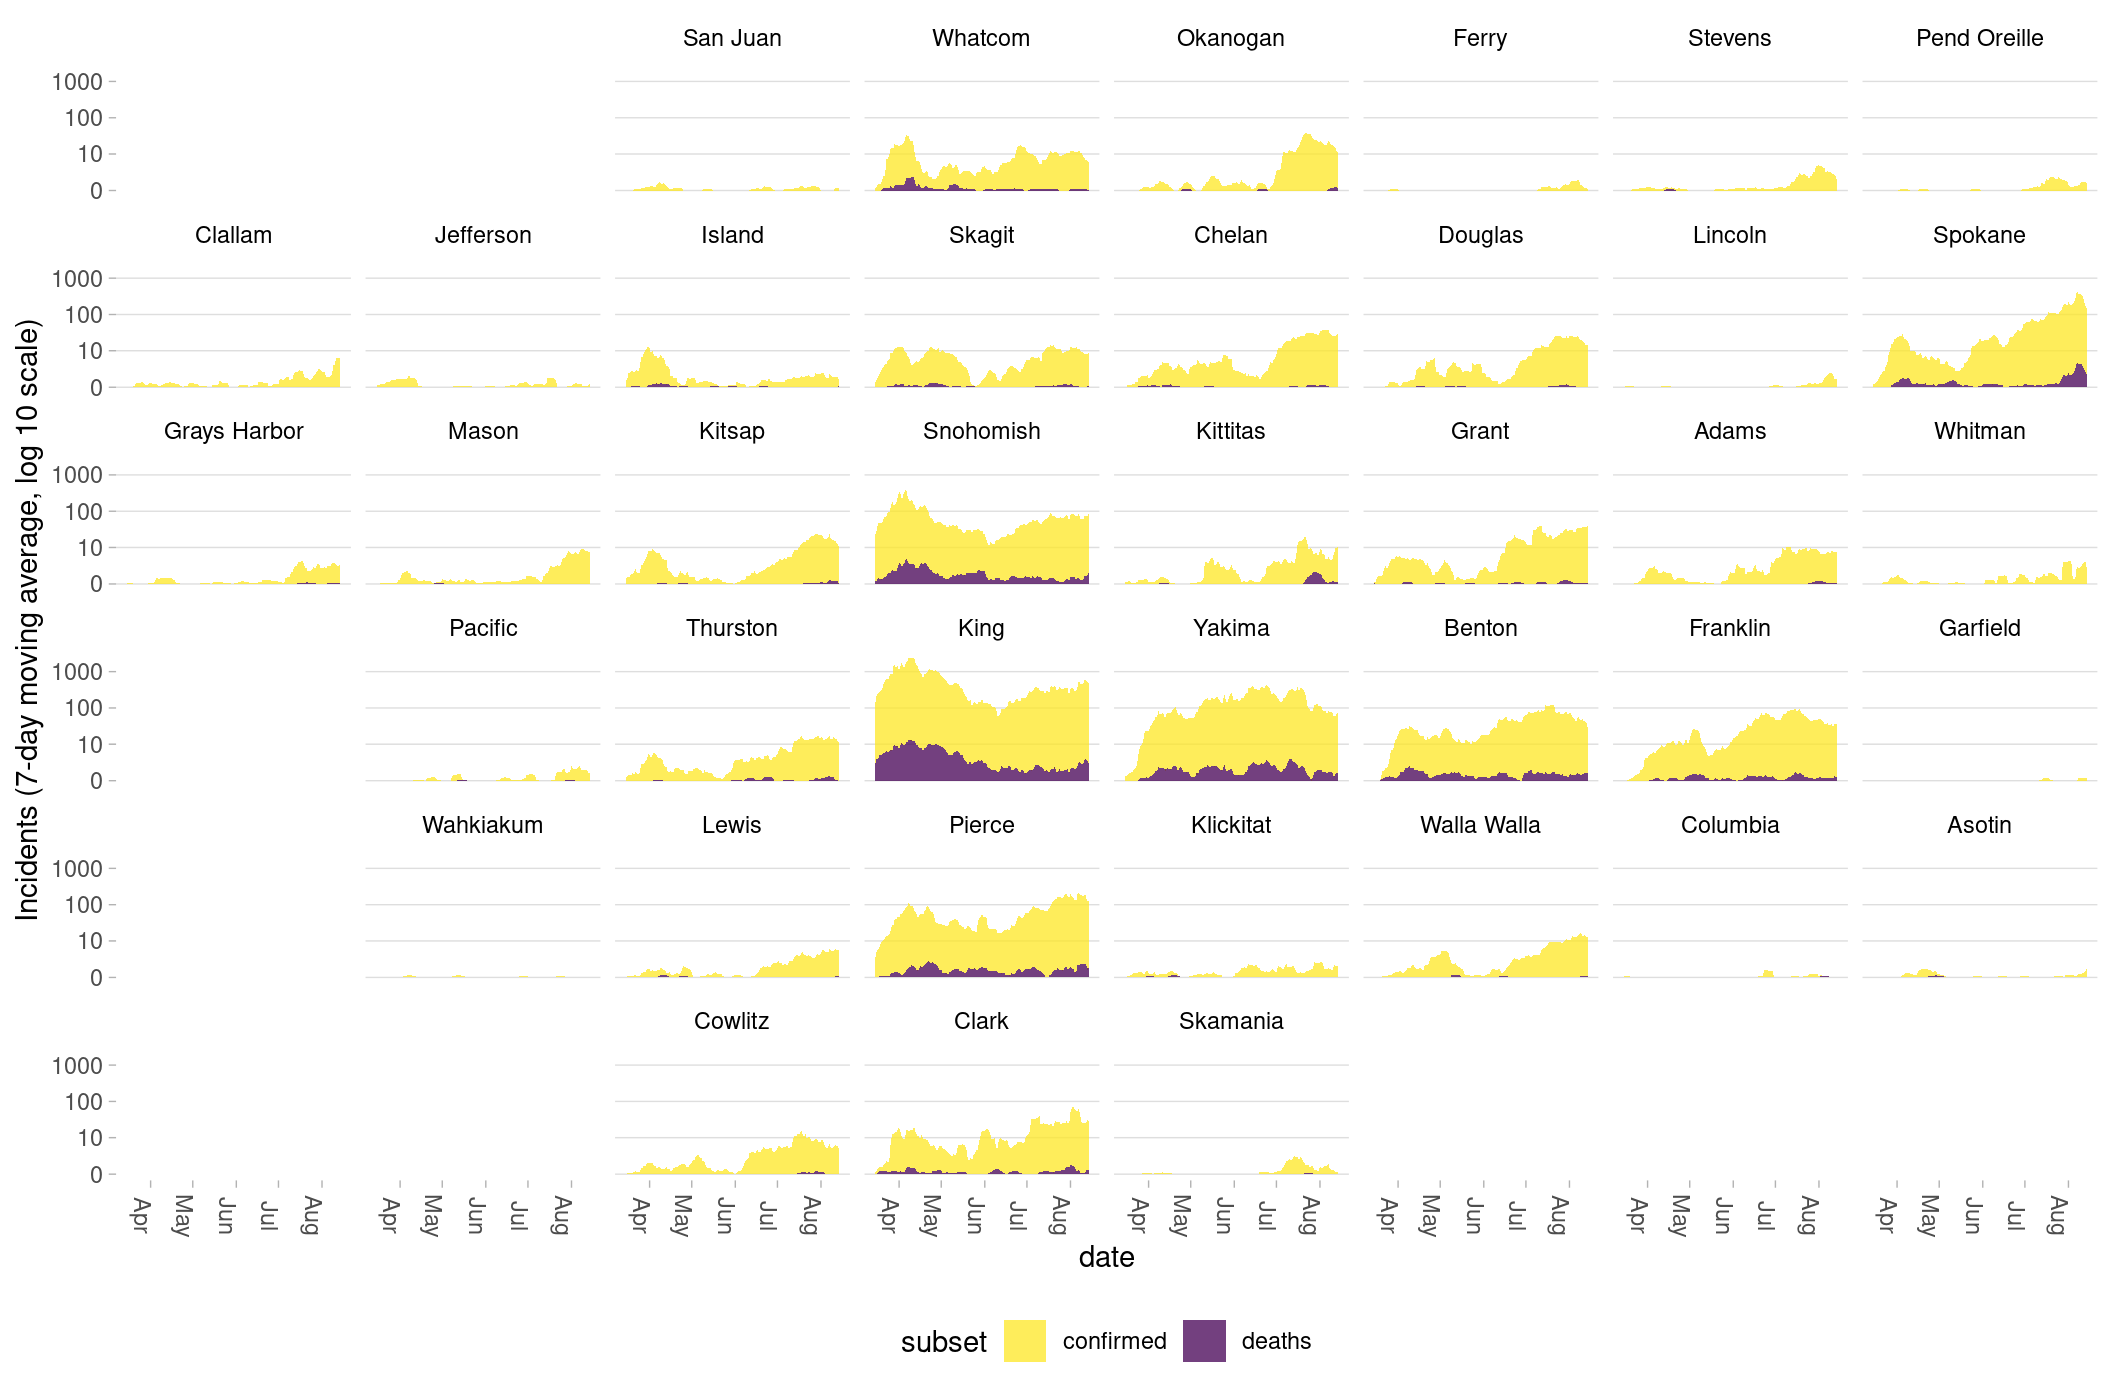 San Juan Whatcom Okanogan Ferry Stevens Pend Oreille
1000
100
10
0
Clallam Jefferson Island Skagit Chelan Douglas Lincoln Spokane
1000
100
10
0
Grays Harbor Mason Kitsap Snohomish Kittitas Grant Adams Whitman
1000
100
10
0
Pacific Thurston King Yakima Benton Franklin Garfield
1000
100
10
0
Wahkiakum Lewis Pierce Klickitat Walla Walla Columbia Asotin
1000
100
10
0
Cowlitz Clark Skamania
1000
100
10
0
Apr May Jun Jul Aug Apr May Jun Jul Aug Apr May Jun Jul Aug Apr May Jun Jul Aug Apr May Jun Jul Aug Apr May Jun Jul Aug Apr May Jun Jul Aug Apr May Jun Jul Aug
Incidents (7-day moving average, log 10 scale)
date
subset confirmed deaths